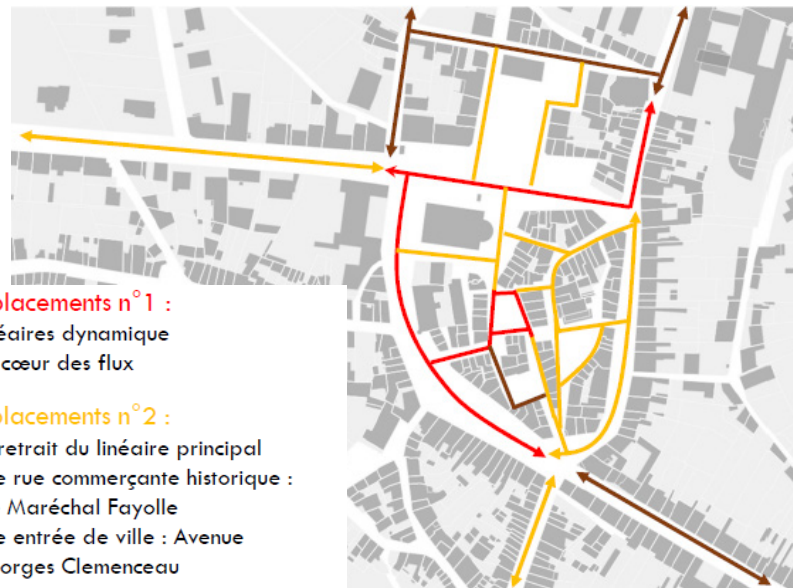 placements n°1 :
éaires dynamique
cœur des flux
placements n°2 :
retrait du linéaire principal
e rue commerçante historique :
Maréchal Fayolle
e entrée de ville : Avenue
orges Clemenceau